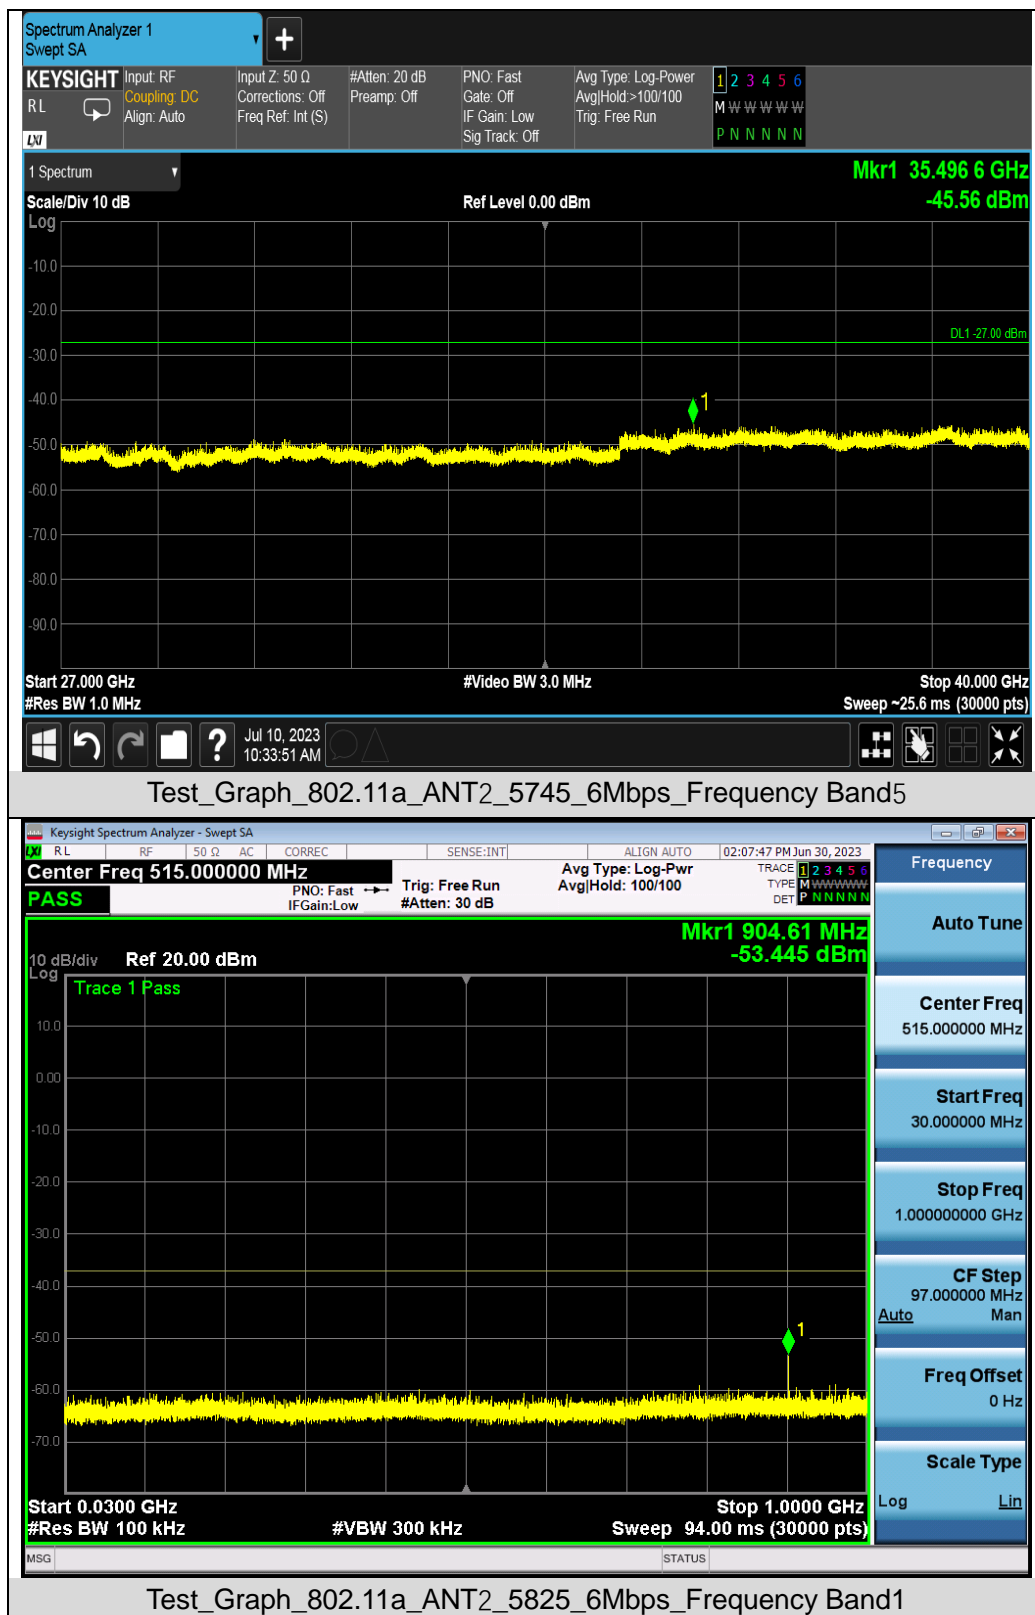 Spectrum Analyzer 1
Swept SA
KEYSIGHT Input: RF Input Z: 50 Ω #Atten: 20 dB PNO: Fast Avg Type: Log-Power 1 2 3 4 5 6
R L Coupling: DC Corrections: Off Preamp: Off Gate: Off Avg|Hold:>100/100 M W W W W W
Align: Auto Freq Ref: Int (S) IF Gain: Low Trig: Free Run
LXI Sig Track: Off P N N N N N
1 Spectrum Mkr1 35.496 6 GHz
Scale/Div 10 dB Ref Level 0.00 dBm -45.56 dBm
Log
-10.0
-20.0
DL1 -27.00 dBm
-30.0
-40.0
1
-50.0
-60.0
-70.0
-80.0
-90.0
Start 27.000 GHz #Video BW 3.0 MHz Stop 40.000 GHz
#Res BW 1.0 MHz Sweep ~25.6 ms (30000 pts)
Jul 10, 2023
10:33:51 AM
Test_Graph_802.11a_ANT2_5745_6Mbps_Frequency Band5
Keysight Spectrum Analyzer - Swept SA
LXI RL RF 50 Ω AC CORREC SENSE:INT ALIGN AUTO 02:07:47 PM Jun 30, 2023
Center Freq 515.000000 MHz Avg Type: Log-Pwr TRACE 1 2 3 4 5 6
PNO: Fast Trig: Free Run Avg|Hold: 100/100 TYPE M W W W W W
PASS IFGain:Low #Atten: 30 dB DET P N N N N N
Frequency
Mkr1 904.61 MHz
10 dB/div Ref 20.00 dBm -53.445 dBm
Log
Trace 1 Pass
10.0
0.00
-10.0
-20.0
-30.0
-40.0
-50.0
1
-60.0
-70.0
Start 0.0300 GHz Stop 1.0000 GHz
#Res BW 100 kHz #VBW 300 kHz Sweep 94.00 ms (30000 pts)
Auto Tune
Center Freq
515.000000 MHz
Start Freq
30.000000 MHz
Stop Freq
1.000000000 GHz
CF Step
97.000000 MHz
Auto Man
Freq Offset
0 Hz
Scale Type
Log Lin
MSG STATUS
Test_Graph_802.11a_ANT2_5825_6Mbps_Frequency Band1